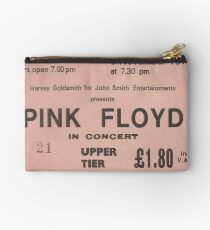 rs open 7.00 pm at 7.30 pm
Harvey Goldsmith for John Smith Entertainments
presents
PINK FLOYD
IN CONCERT
21 UPPER TIER £1.80 in
V.A